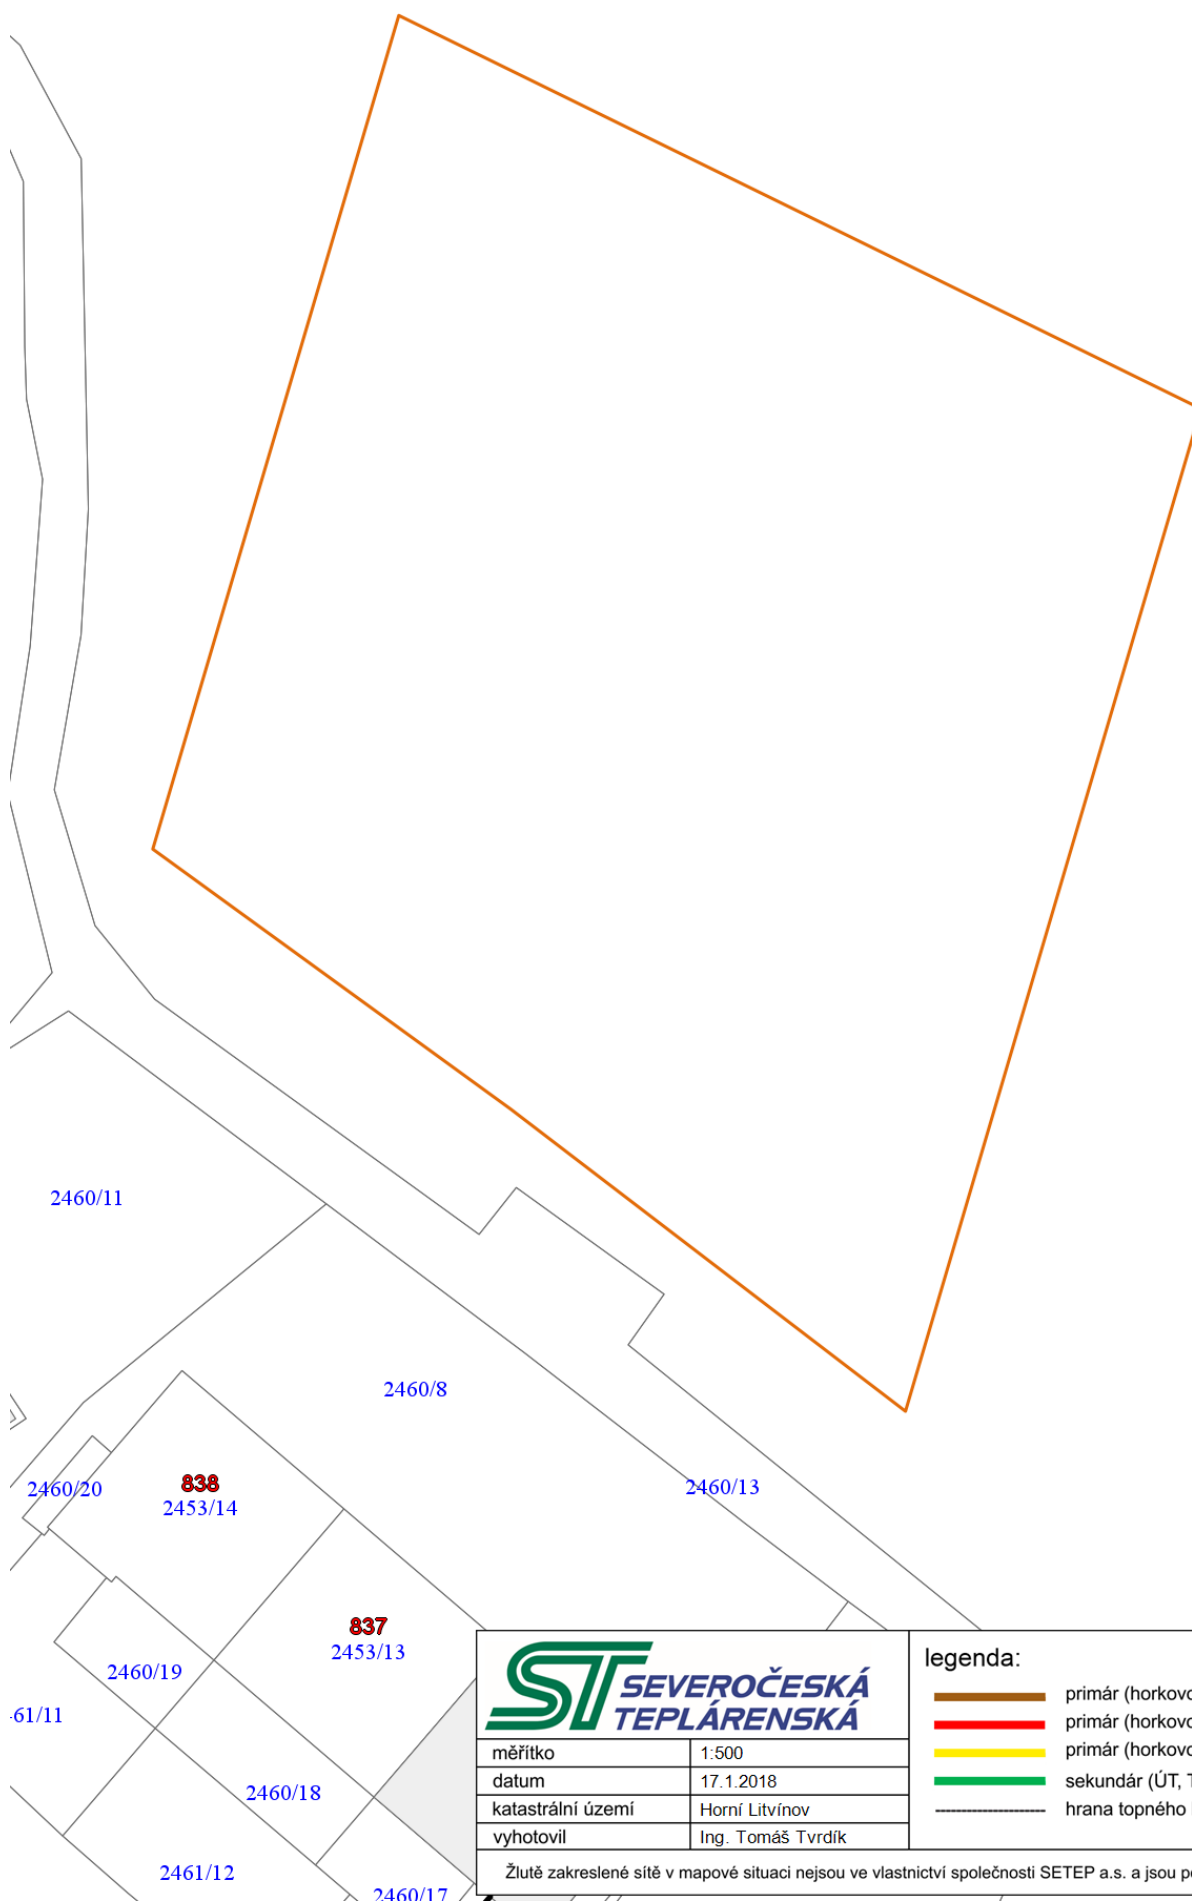 2460/11
2460/8
2460/20
838
2453/14
2460/13
837
2453/13
2460/19
61/11
2460/18
2461/12
2460/17
ST SEVEROČESKÁ
TEPLÁRENSKÁ
měřítko 1:500
datum 17.1.2018
katastrální území Horní Litvínov
vyhotovil Ing. Tomáš Tvrdík
legenda:
primár
primár
primár
sekundár (ÚT,
hrana topného
Žlutě zakreslené sítě v mapové situaci nejsou ve vlastnictví společnosti SETEP a.s. a jsou